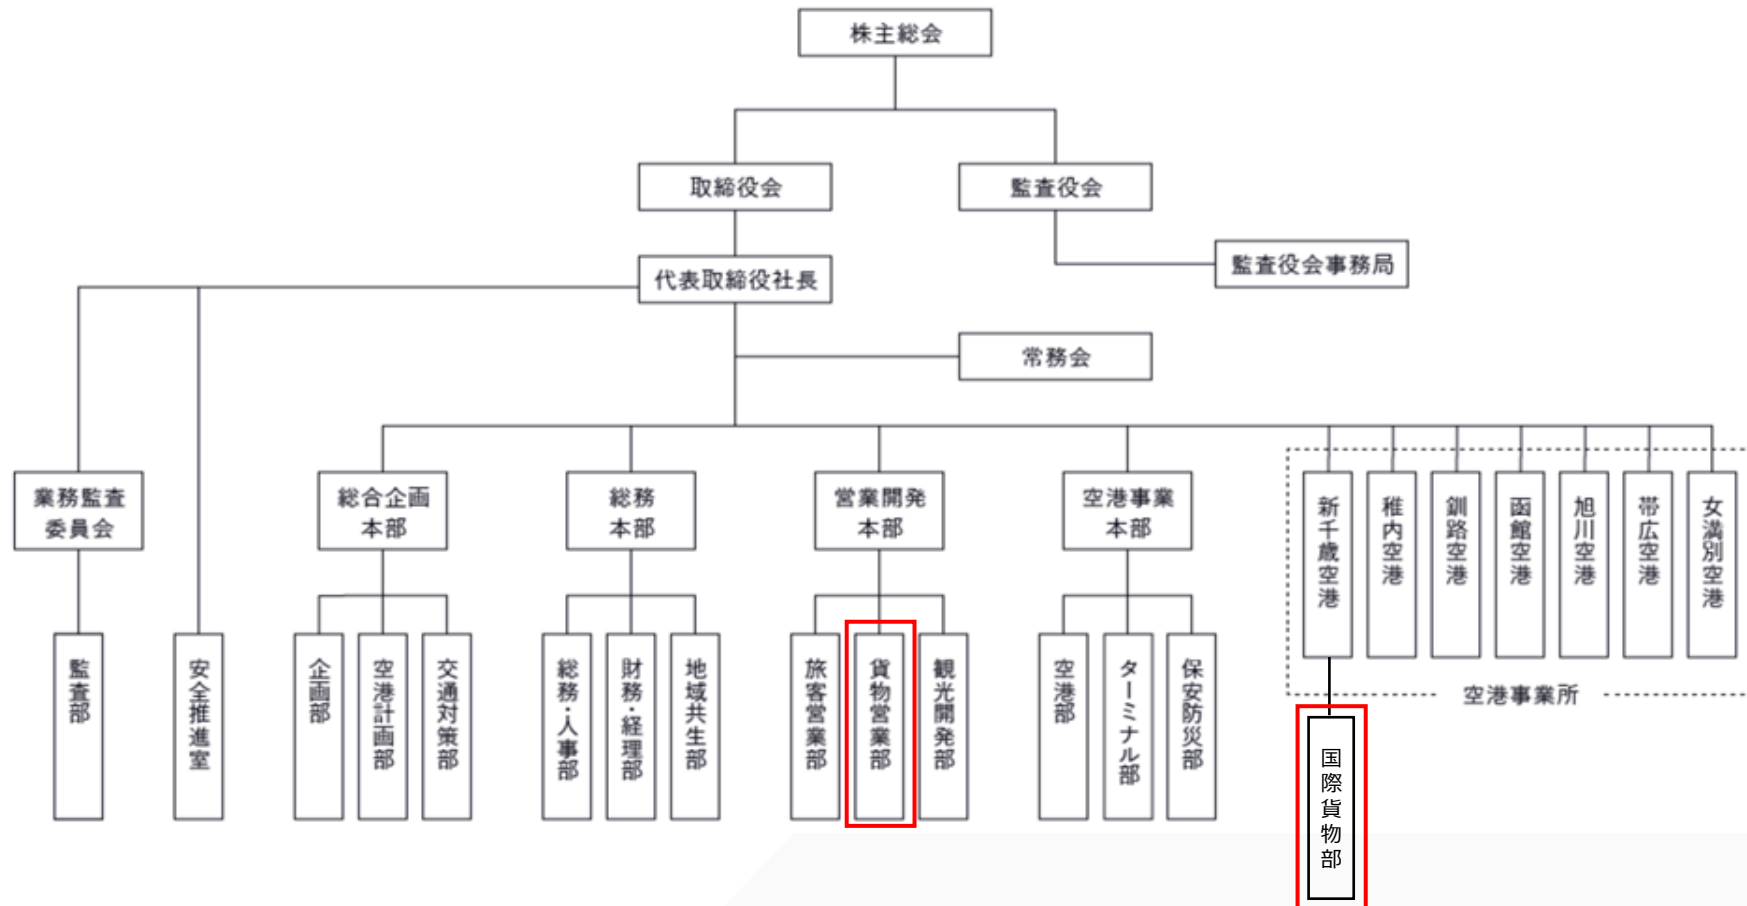 株主総会
取締役会
監査役会
監査役会事務局
代表取締役社長
常務会
業務監査
委員会
総合企画
本部
総務
本部
営業開発
本部
空港事業
本部
新千歳空港
稚内空港
釧路空港
函館空港
旭川空港
帯広空港
女満別空港
監査部
安全推進室
企画部
空港計画部
交通対策部
総務・人事部
財務・経理部
地域共生部
旅客営業部
貨物営業部
観光開発部
空港部
ターミナル部
保安防災部
空港事業所
国際貨物部